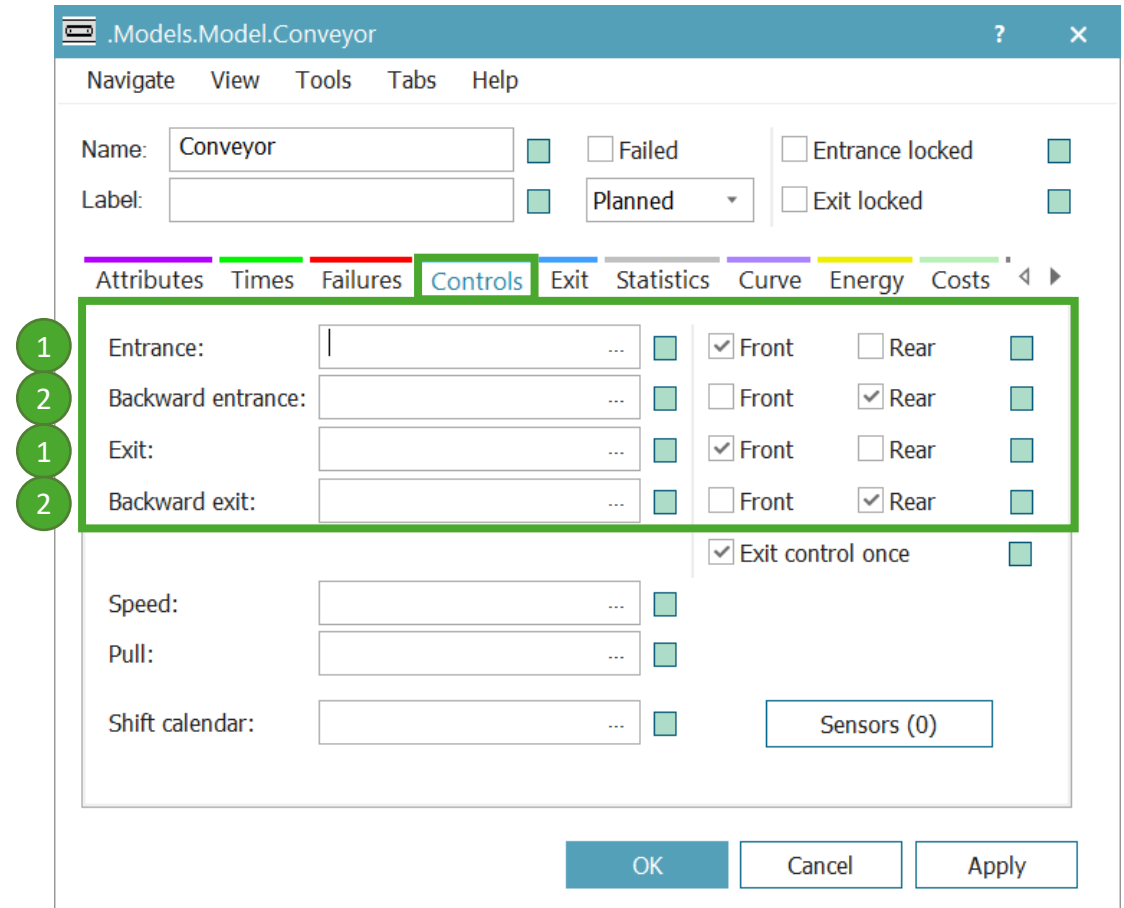 .Models.Model.Conveyor ? ×
Navigate View Tools Tabs Help
Name: Conveyor Failed Entrance locked
Label: Planned Exit locked
Attributes Times Failures Controls Exit Statistics Curve Energy Costs
1 Entrance: ... Front Rear
2 Backward entrance: ... Front Rear
1 Exit: ... Front Rear
2 Backward exit: ... Front Rear
Exit control once
Speed: ...
Pull: ...
Shift calendar: ... Sensors (0)
OK Cancel Apply